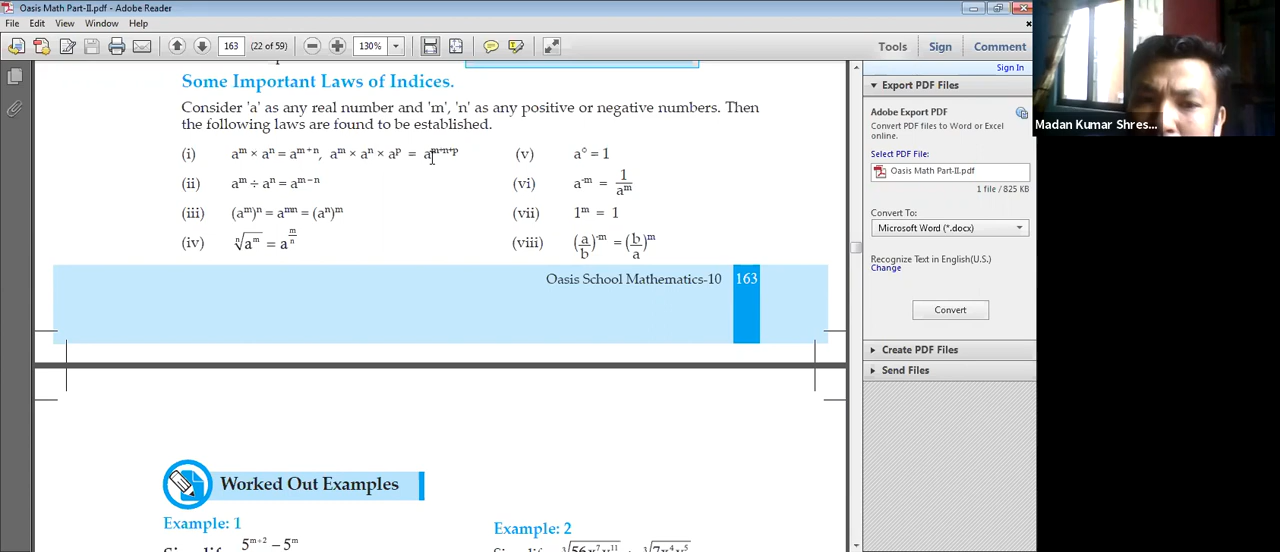 Oasis Math Part-II.pdf - Adobe Reader
File Edit View Window Help
163 (22 of 59) 130% Tools Sign Comment
Sign In
Some Important Laws of Indices.
Consider 'a' as any real number and 'm', 'n' as any positive or negative numbers. Then
the following laws are found to be established.
(i) aᵐ × aⁿ = aᵐ⁺ⁿ, aᵐ × aⁿ × aᵖ = aᵐ⁺ⁿ⁺ᵖ
(ii) aᵐ ÷ aⁿ = aᵐ⁻ⁿ
(iii) (aᵐ)ⁿ = aᵐⁿ = (aⁿ)ᵐ
(iv) ⁿ√aᵐ = a^(m/n)
(v) a° = 1
(vi) a⁻ᵐ = 1/aᵐ
(vii) 1ᵐ = 1
(viii) (a/b)⁻ᵐ = (b/a)ᵐ
Oasis School Mathematics-10 163
Worked Out Examples
Example: 1
5ᵐ⁺² − 5ᵐ
Example: 2
Export PDF Files
Adobe Export PDF
Convert PDF files to Word or Excel
online.
Select PDF File:
Oasis Math Part-II.pdf
1 file / 825 KB
Convert To:
Microsoft Word (*.docx)
Recognize Text in English(U.S.)
Change
Convert
Create PDF Files
Send Files
Madan Kumar Shres...